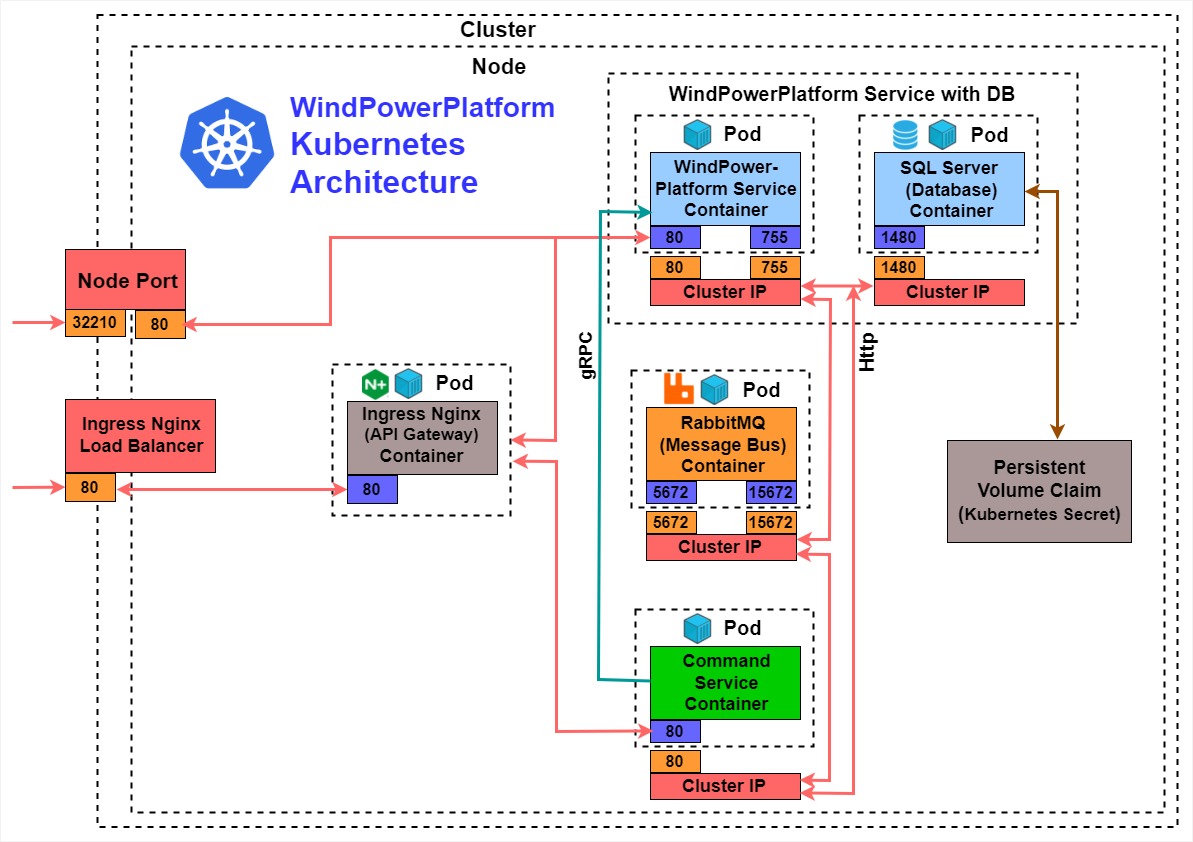 Cluster
Node
WindPowerPlatform
Kubernetes
Architecture
WindPowerPlatform Service with DB
Pod
WindPower-
Platform Service
Container
80
755
80
755
Cluster IP
Pod
SQL Server
(Database)
Container
1480
1480
Cluster IP
Node Port
32210
80
gRPC
Http
Ingress Nginx
Load Balancer
80
N+
Pod
Ingress Nginx
(API Gateway)
Container
80
Pod
RabbitMQ
(Message Bus)
Container
5672
15672
5672
15672
Cluster IP
Persistent
Volume Claim
(Kubernetes Secret)
Pod
Command
Service
Container
80
80
Cluster IP